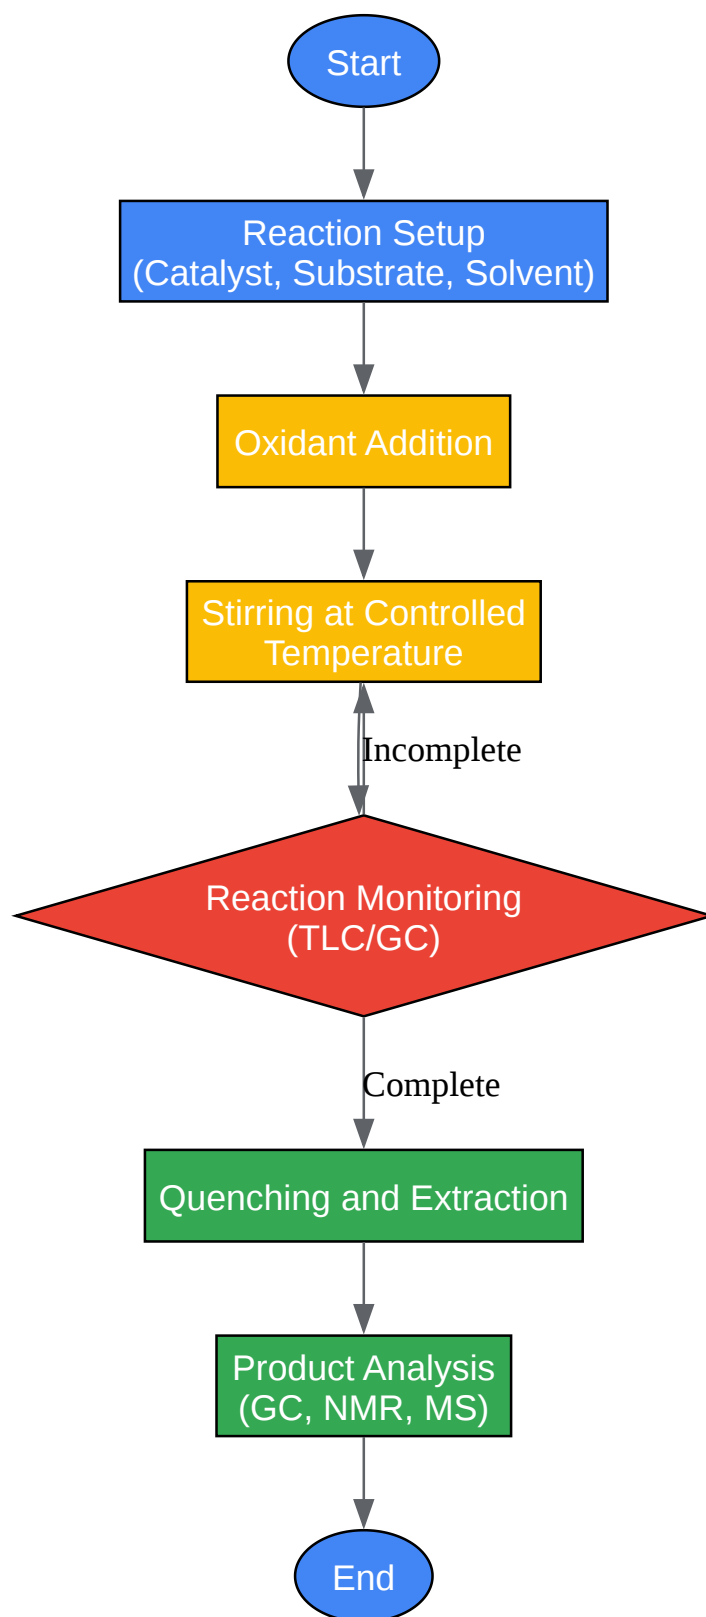 Start
Reaction Setup
(Catalyst, Substrate, Solvent)
Oxidant Addition
Stirring at Controlled
Temperature
Incomplete
Reaction Monitoring
(TLC/GC)
Complete
Quenching and Extraction
Product Analysis
(GC, NMR, MS)
End